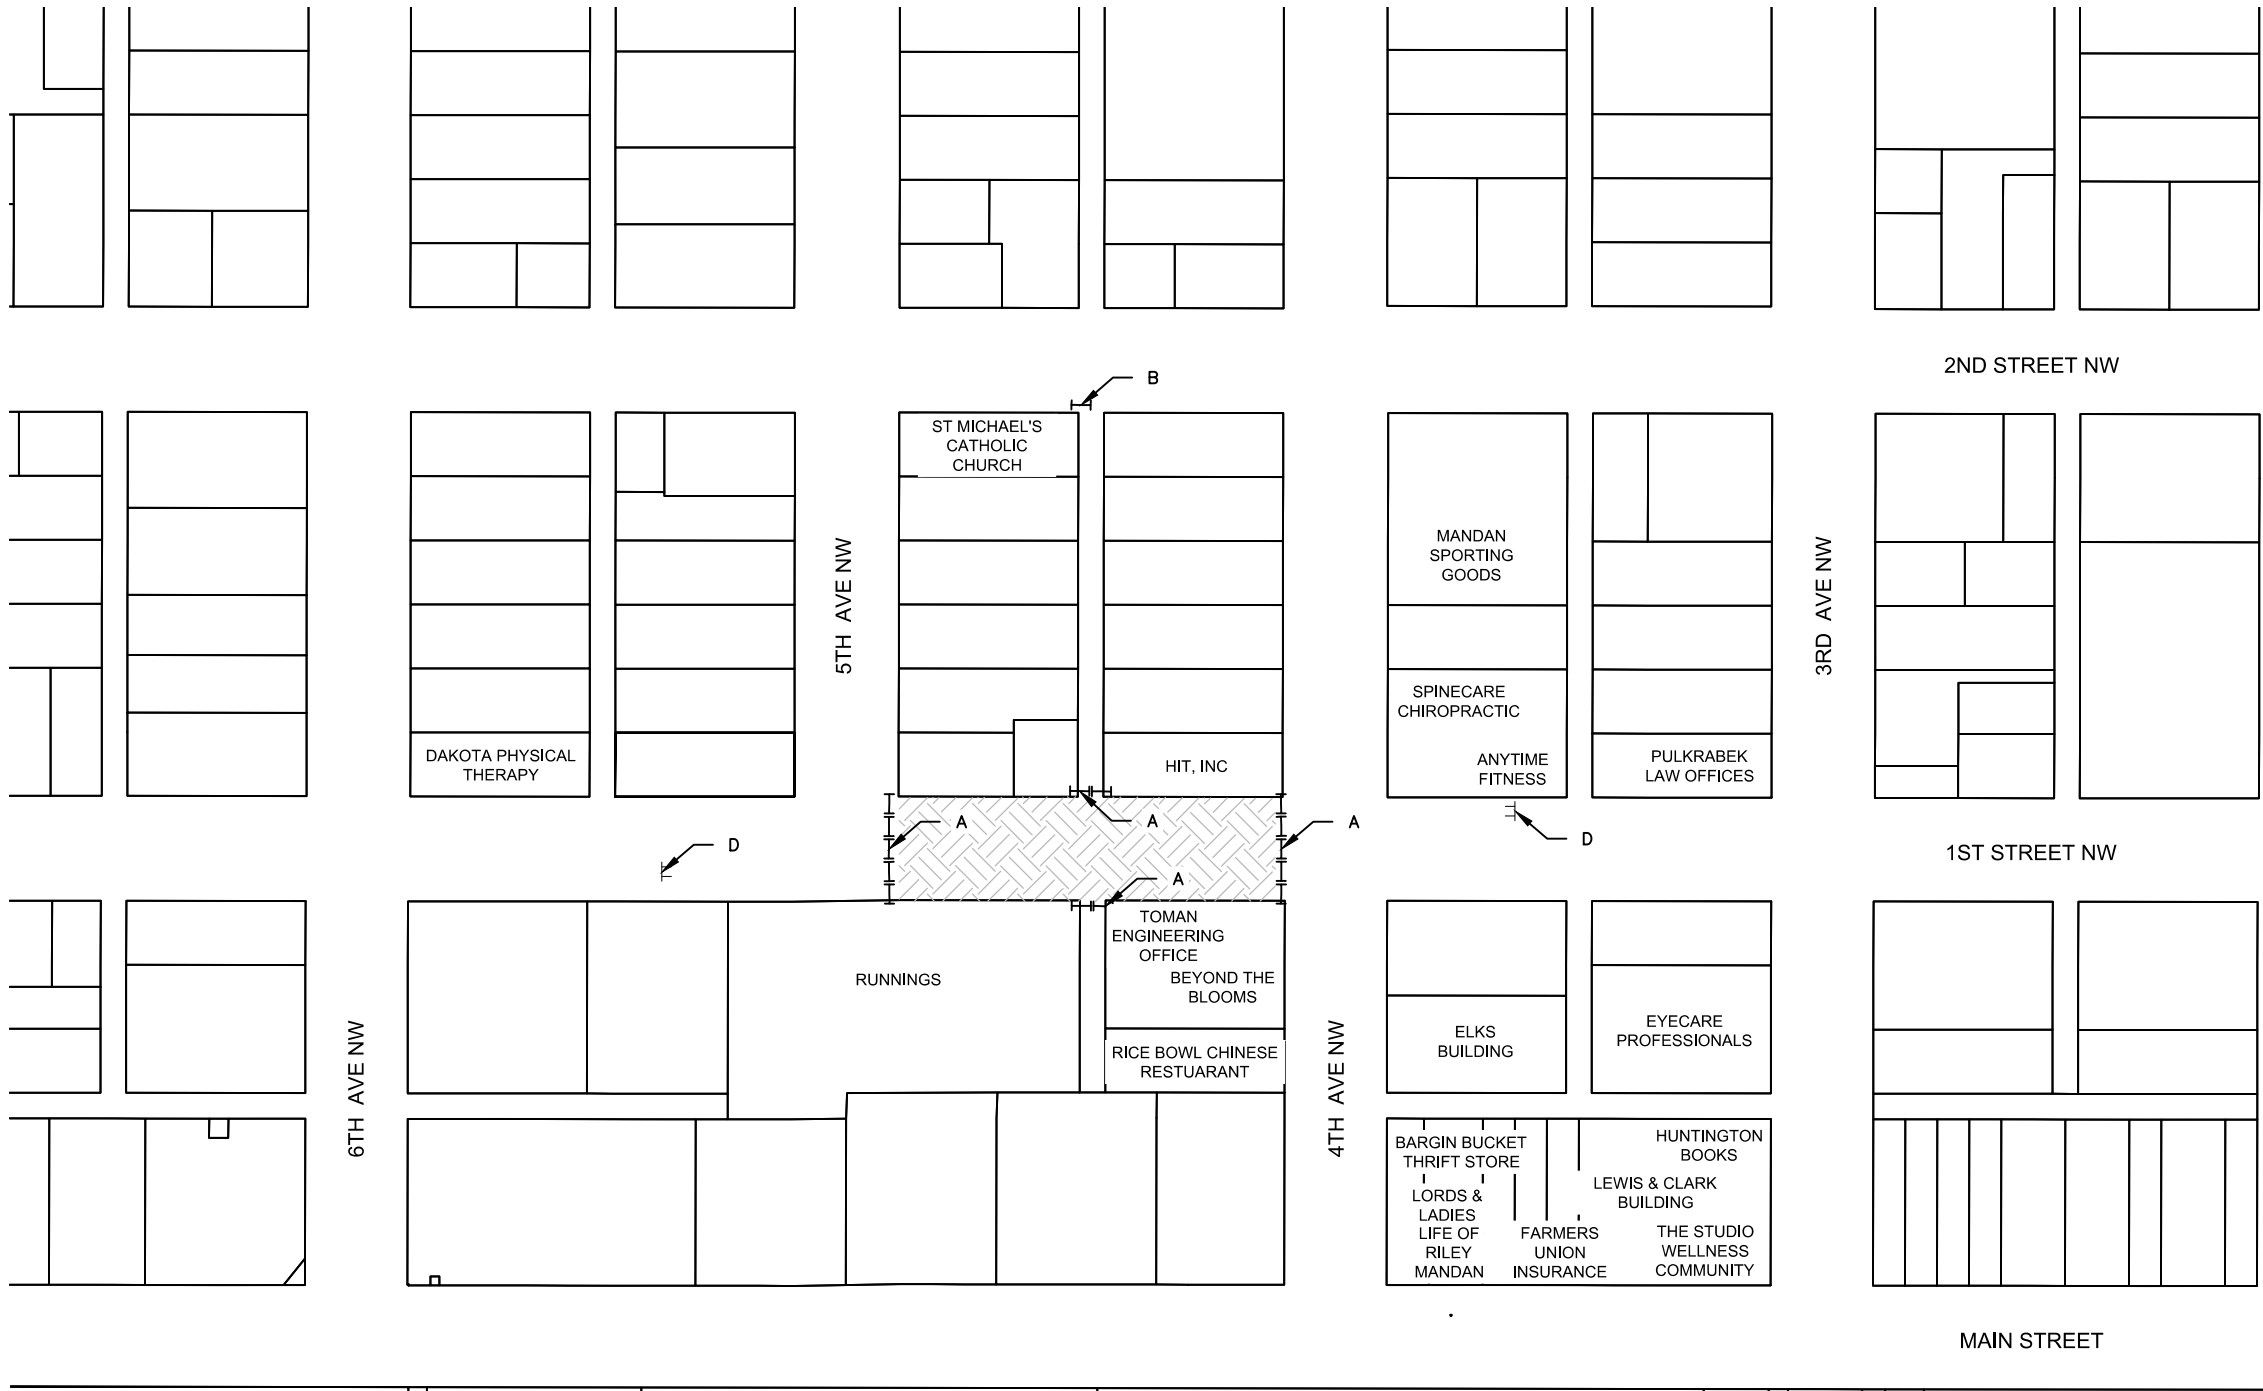 2ND STREET NW
B
ST MICHAEL'S
CATHOLIC
CHURCH
MANDAN
SPORTING
GOODS
5TH AVE NW
3RD AVE NW
SPINECARE
CHIROPRACTIC
DAKOTA PHYSICAL
THERAPY
HIT, INC
ANYTIME
FITNESS
PULKRABEK
LAW OFFICES
A
A
A
D
D
1ST STREET NW
A
TOMAN
ENGINEERING
OFFICE
RUNNINGS
BEYOND THE
BLOOMS
ELKS
BUILDING
EYECARE
PROFESSIONALS
RICE BOWL CHINESE
RESTUARANT
6TH AVE NW
4TH AVE NW
BARGIN BUCKET
THRIFT STORE
HUNTINGTON
BOOKS
LORDS &
LADIES
LIFE OF
RILEY
MANDAN
LEWIS & CLARK
BUILDING
FARMERS
UNION
INSURANCE
THE STUDIO
WELLNESS
COMMUNITY
MAIN STREET